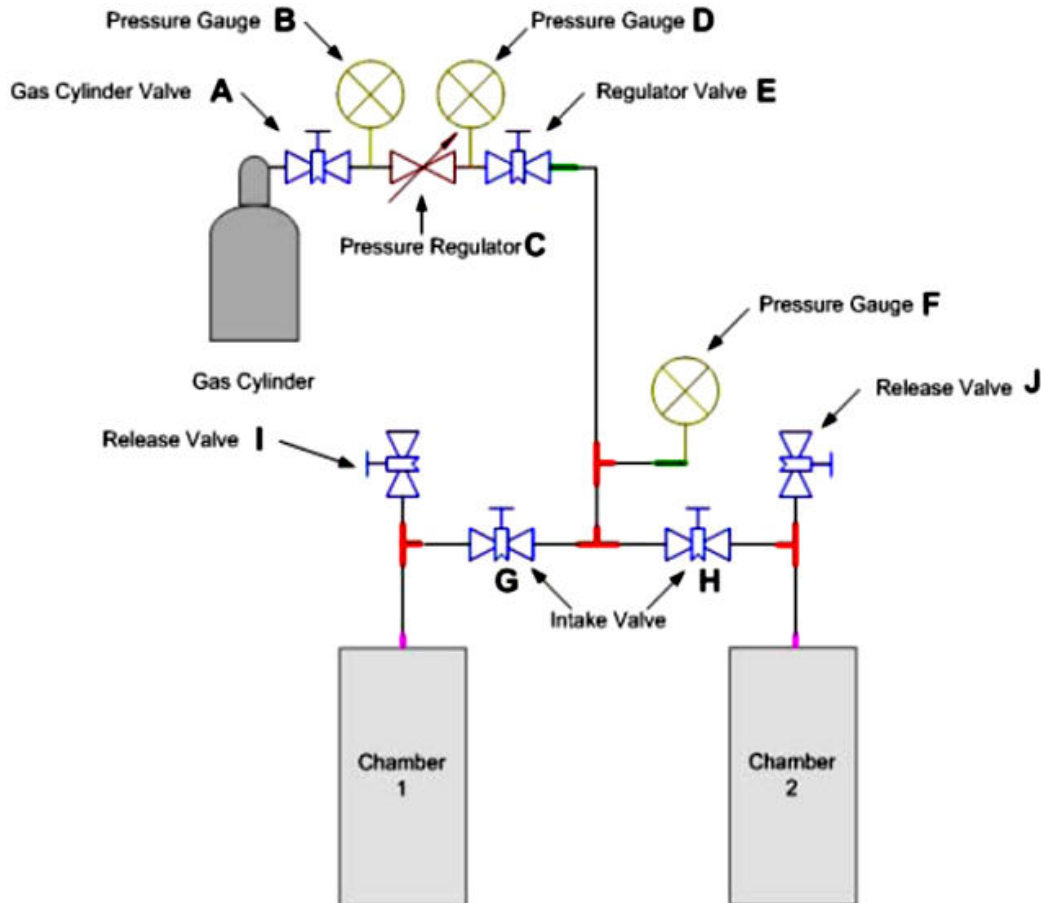 Pressure Gauge B
Pressure Gauge D
Gas Cylinder Valve A
Regulator Valve E
Pressure Regulator C
Pressure Gauge F
Gas Cylinder
Release Valve J
Release Valve I
G
H
Intake Valve
Chamber
1
Chamber
2